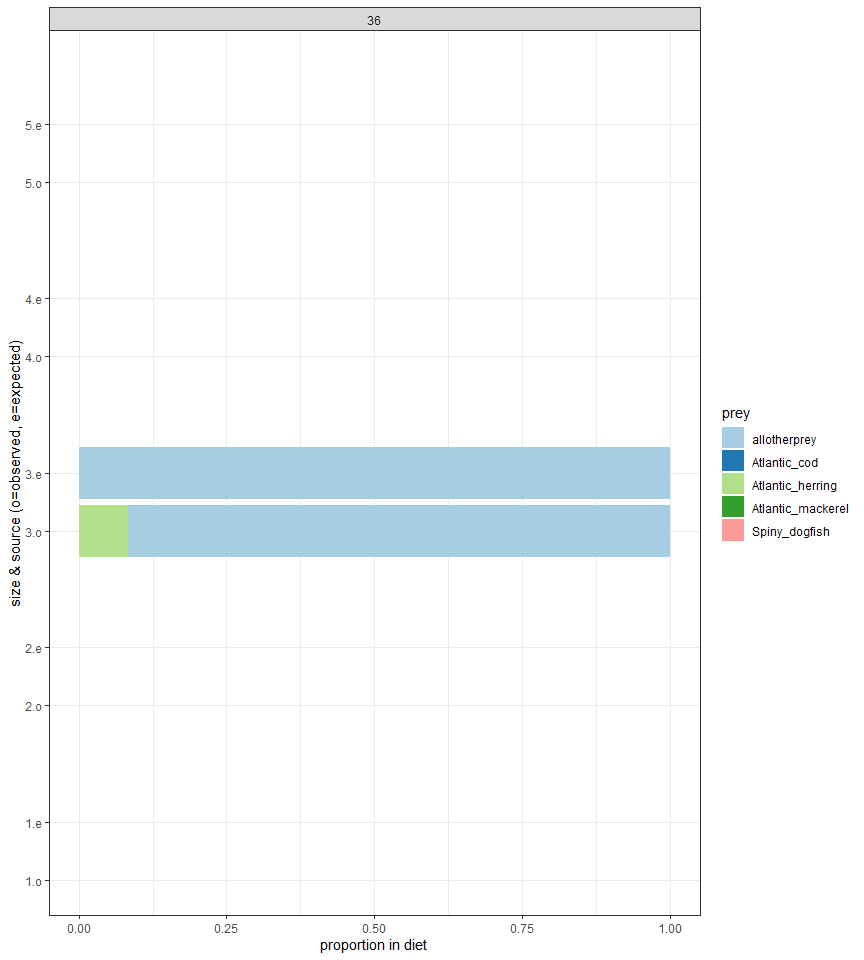 36
size & source (o=observed, e=expected)
5.e
5.o
4.e
4.o
3.e
3.o
2.e
2.o
1.e
1.o
0.00 0.25 0.50 0.75 1.00
proportion in diet
prey
allotherprey
Atlantic_cod
Atlantic_herring
Atlantic_mackerel
Spiny_dogfish